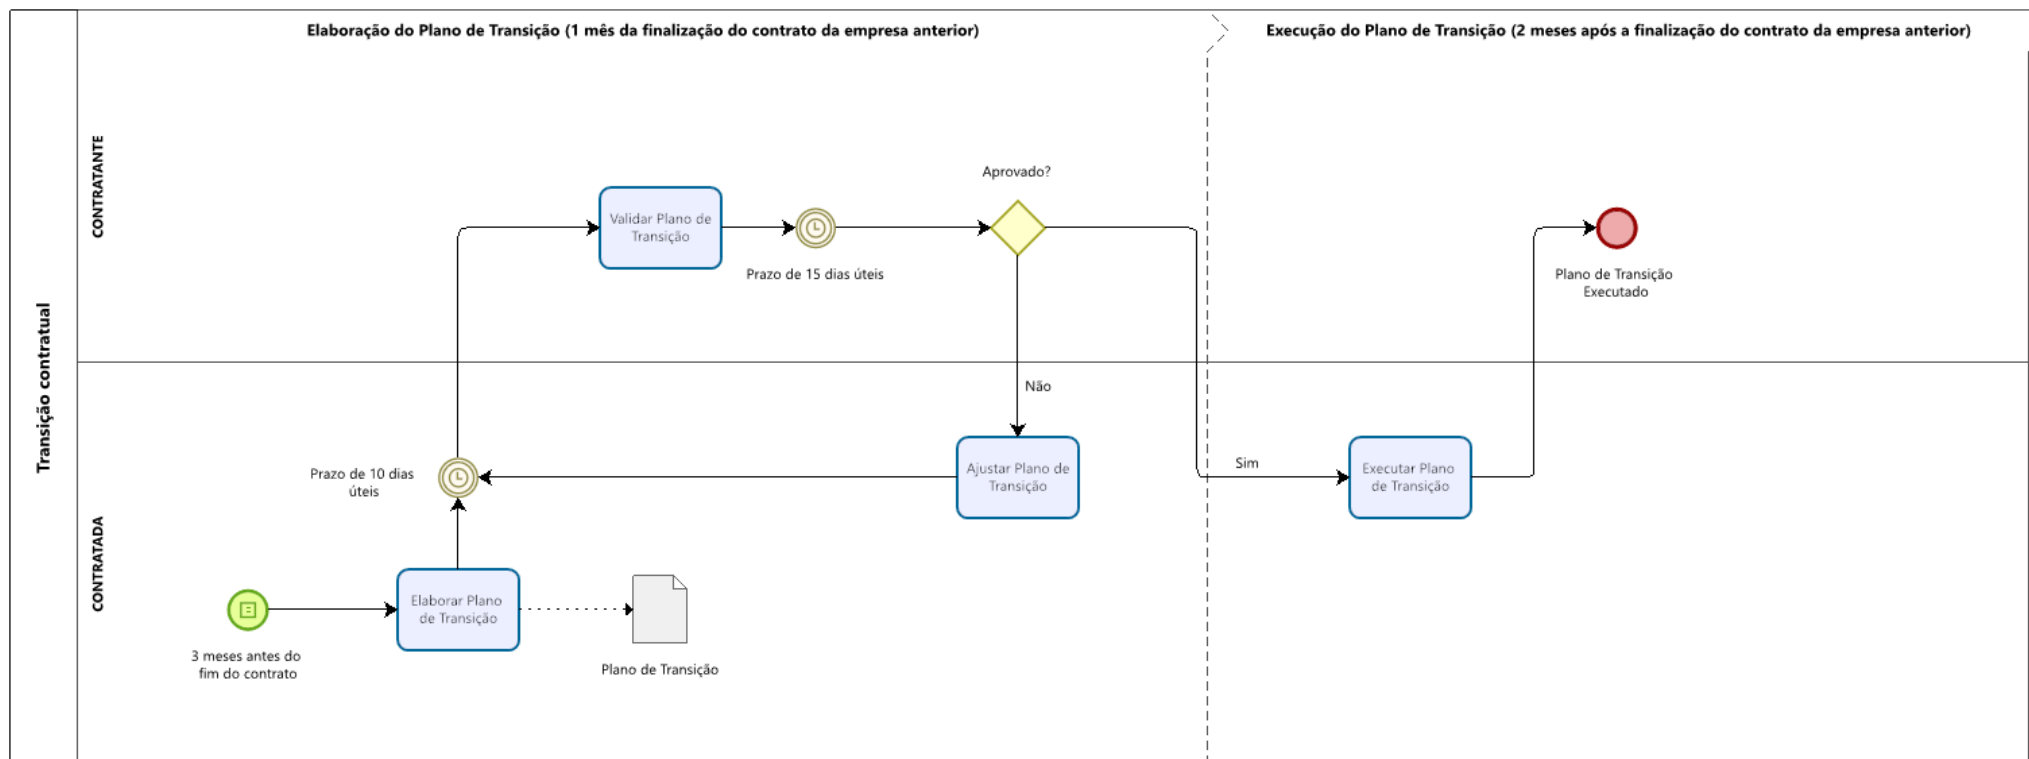 Elaboração do Plano de Transição (1 mês da finalização do contrato da empresa anterior)
Execução do Plano de Transição (2 meses após a finalização do contrato da empresa anterior)
Transição contratual
CONTRATANTE
Validar Plano de
Transição
Prazo de 15 dias úteis
Aprovado?
Plano de Transição
Executado
Não
CONTRATADA
Prazo de 10 dias
úteis
Ajustar Plano de
Transição
Sim
Executar Plano
de Transição
3 meses antes do
fim do contrato
Elaborar Plano
de Transição
Plano de Transição